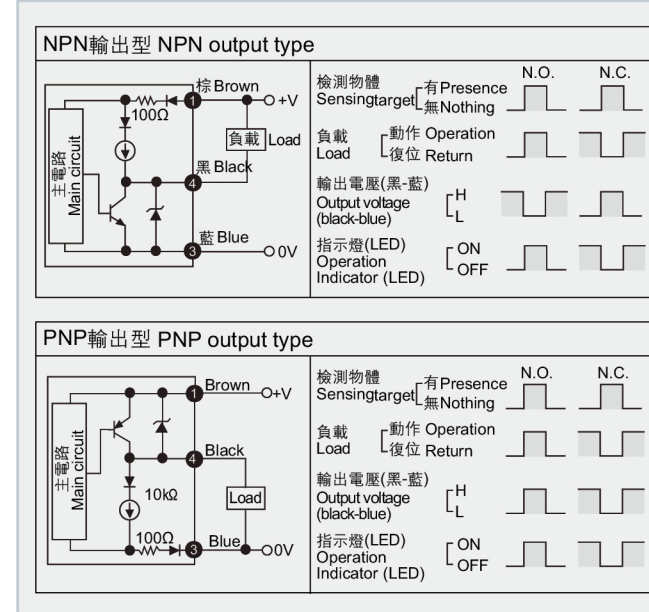 NPN輸出型 NPN output type
主電路
Main circuit
100Ω
1
棕 Brown
+V
負載 Load
黑 Black
4
藍 Blue
3
0V
N.O. N.C.
檢測物體 有 Presence
Sensingtarget 無 Nothing
負載 動作 Operation
Load 復位 Return
輸出電壓(黑-藍)
Output voltage H
(black-blue) L
指示燈(LED) ON
Operation OFF
Indicator (LED)
PNP輸出型 PNP output type
主電路
Main circuit
1
Brown
+V
Black
4
10kΩ
Load
100Ω
3
Blue
0V
N.O. N.C.
檢測物體 有 Presence
Sensingtarget 無 Nothing
負載 動作 Operation
Load 復位 Return
輸出電壓(黑-藍)
Output voltage H
(black-blue) L
指示燈(LED) ON
Operation OFF
Indicator (LED)